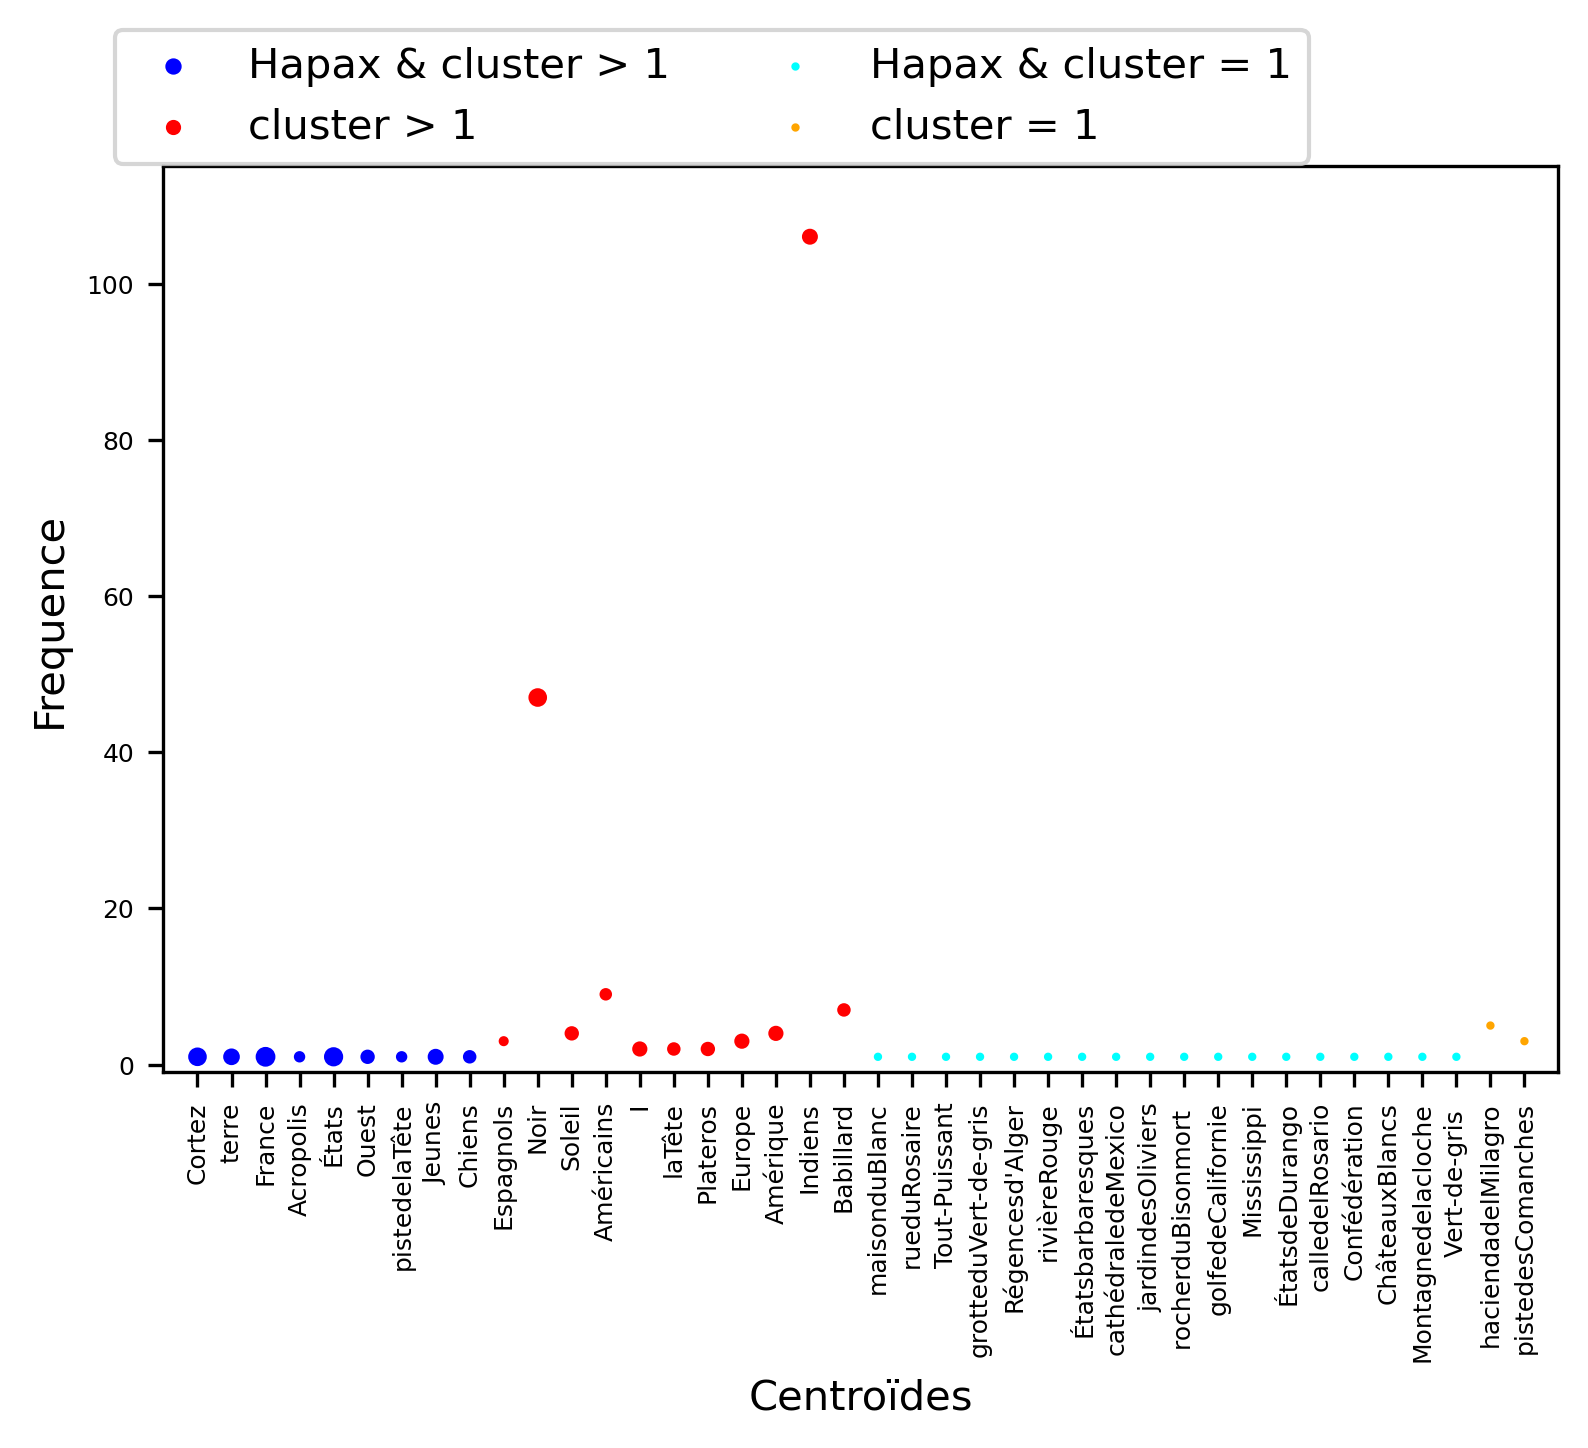 Hapax & cluster > 1
cluster > 1
Hapax & cluster = 1
cluster = 1
Frequence
100
80
60
40
20
0
Cortez
terre
France
Acropolis
États
Ouest
pistedelaTête
Jeunes
Chiens
Espagnols
Noir
Soleil
Américains
I
laTête
Plateros
Europe
Amérique
Indiens
Babillard
maisonduBlanc
rueduRosaire
Tout-Puissant
grotteduVert-de-gris
Régencesd'Alger
rivièreRouge
Étatsbarbaresques
cathédraledeMexico
jardindesOliviers
rocherduBisonmort
golfedeCalifornie
Mississippi
ÉtatsdeDurango
calledelRosario
Confédération
ChâteauxBlancs
Montagnedelacloche
Vert-de-gris
haciendadelMilagro
pistedesComanches
Centroïdes